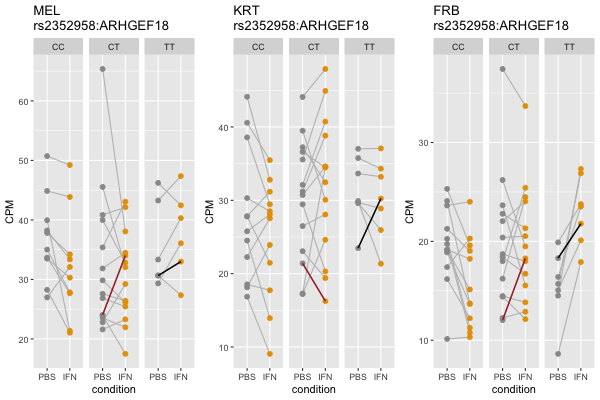 MEL
rs2352958:ARHGEF18
CC CT TT
60
50
40
30
20
CPM
PBS IFN PBS IFN PBS IFN
condition
KRT
rs2352958:ARHGEF18
CC CT TT
40
30
20
10
CPM
PBS IFN PBS IFN PBS IFN
condition
FRB
rs2352958:ARHGEF18
CC CT TT
30
20
10
CPM
PBS IFN PBS IFN PBS IFN
condition